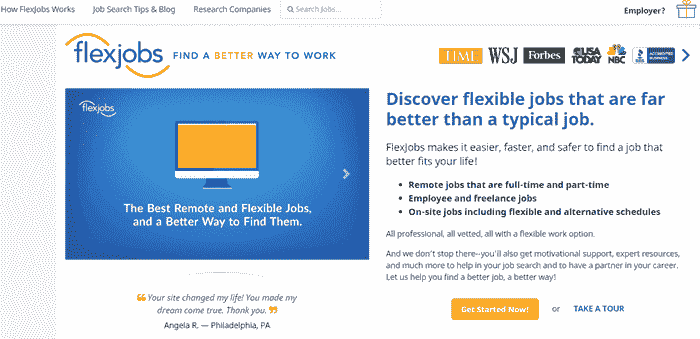 How FlexJobs Works Job Search Tips & Blog Research Companies Search Jobs... Employer?
flexjobs FIND A BETTER WAY TO WORK
TIME WSJ Forbes USA TODAY NBC BBB ACCREDITED BUSINESS
flexjobs
The Best Remote and Flexible Jobs,
and a Better Way to Find Them.
“ Your site changed my life! You made my
dream come true. Thank you. ”
Angela R, — Philadelphia, PA
Discover flexible jobs that are far
better than a typical job.
FlexJobs makes it easier, faster, and safer to find a job that
better fits your life!
• Remote jobs that are full-time and part-time
• Employee and freelance jobs
• On-site jobs including flexible and alternative schedules
All professional, all vetted, all with a flexible work option.
And we don't stop there--you'll also get motivational support, expert resources,
and much more to help in your job search and to have a partner in your career.
Let us help you find a better job, a better way!
Get Started Now! or TAKE A TOUR